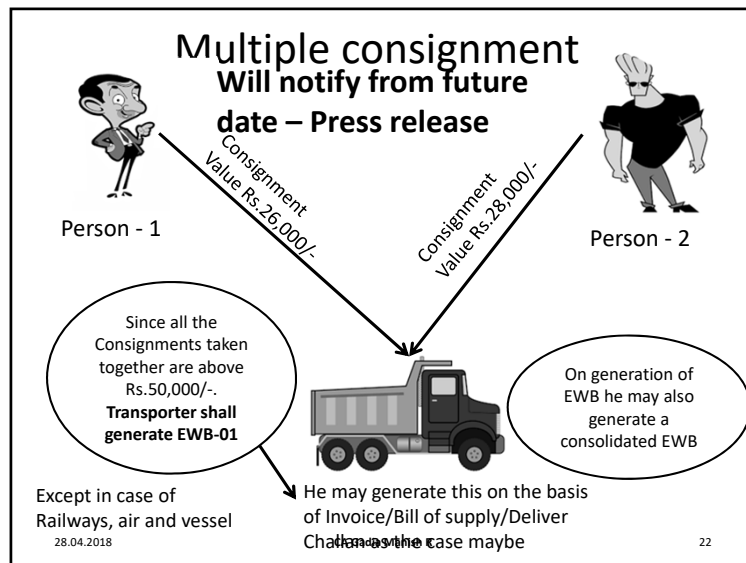 Multiple consignment
Will notify from future
date – Press release
Consignment
Value Rs.26,000/-
Consignment
Value Rs.28,000/-
Person - 1
Person - 2
Since all the
Consignments taken
together are above
Rs.50,000/-.
Transporter shall
generate EWB-01
On generation of
EWB he may also
generate a
consolidated EWB
Except in case of
Railways, air and vessel
He may generate this on the basis
of Invoice/Bill of supply/Deliver
Challan as the case maybe
28.04.2018
CA Gadia Manish R
22